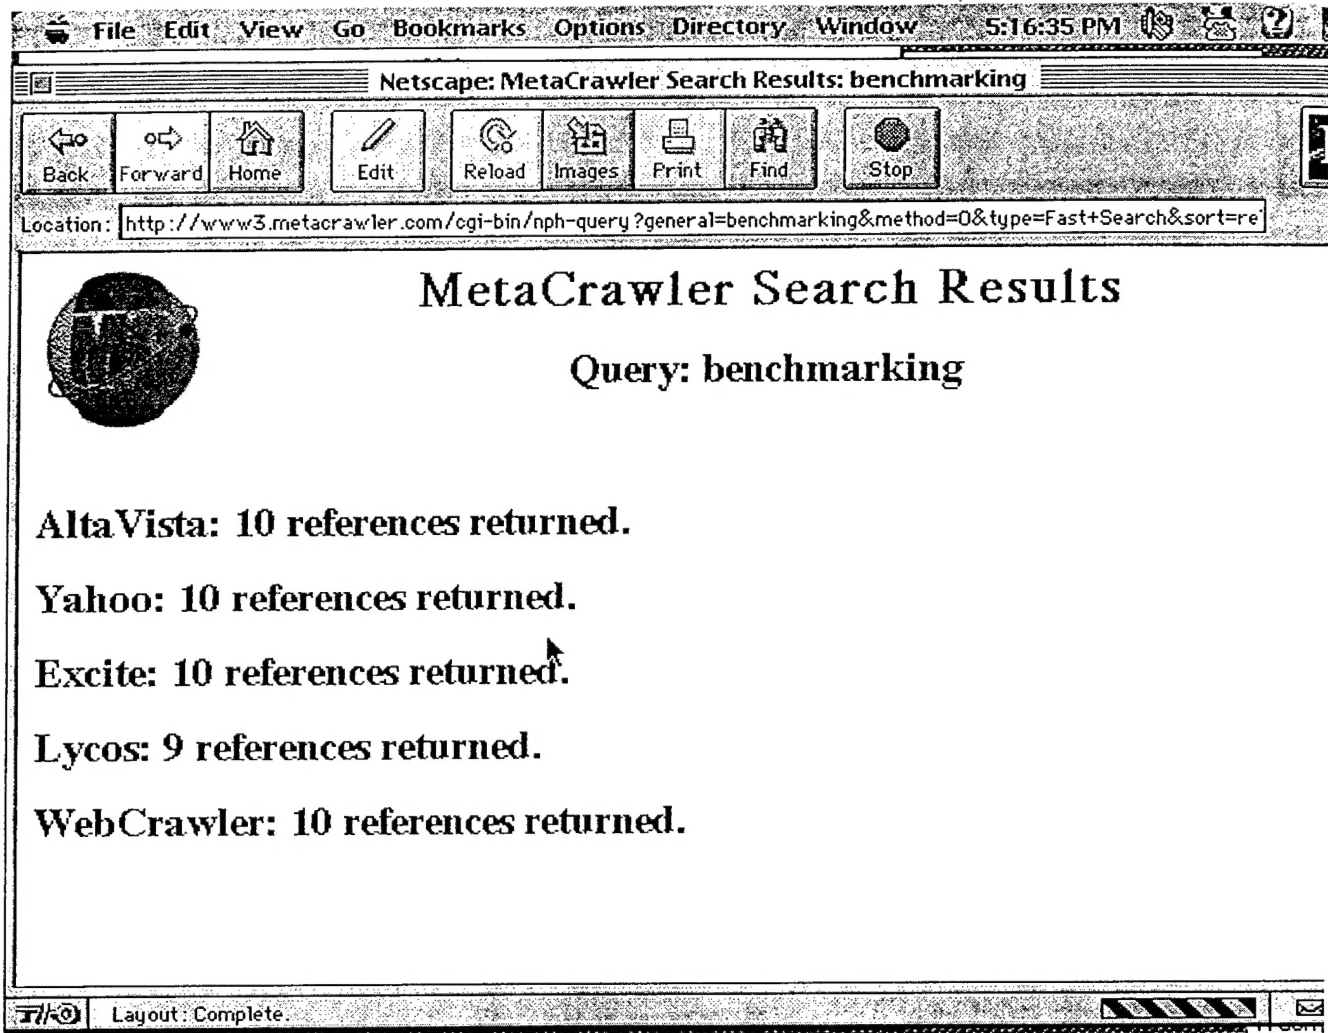 File Edit View Go Bookmarks Options Directory Window 5:16:35 PM
Netscape: MetaCrawler Search Results: benchmarking
Back Forward Home Edit Reload Images Print Find Stop
Location: http://www3.metacrawler.com/cgi-bin/nph-query?general=benchmarking&method=0&type=Fast+Search&sort=re
MetaCrawler Search Results
Query: benchmarking
AltaVista: 10 references returned.
Yahoo: 10 references returned.
Excite: 10 references returned.
Lycos: 9 references returned.
WebCrawler: 10 references returned.
Layout: Complete.